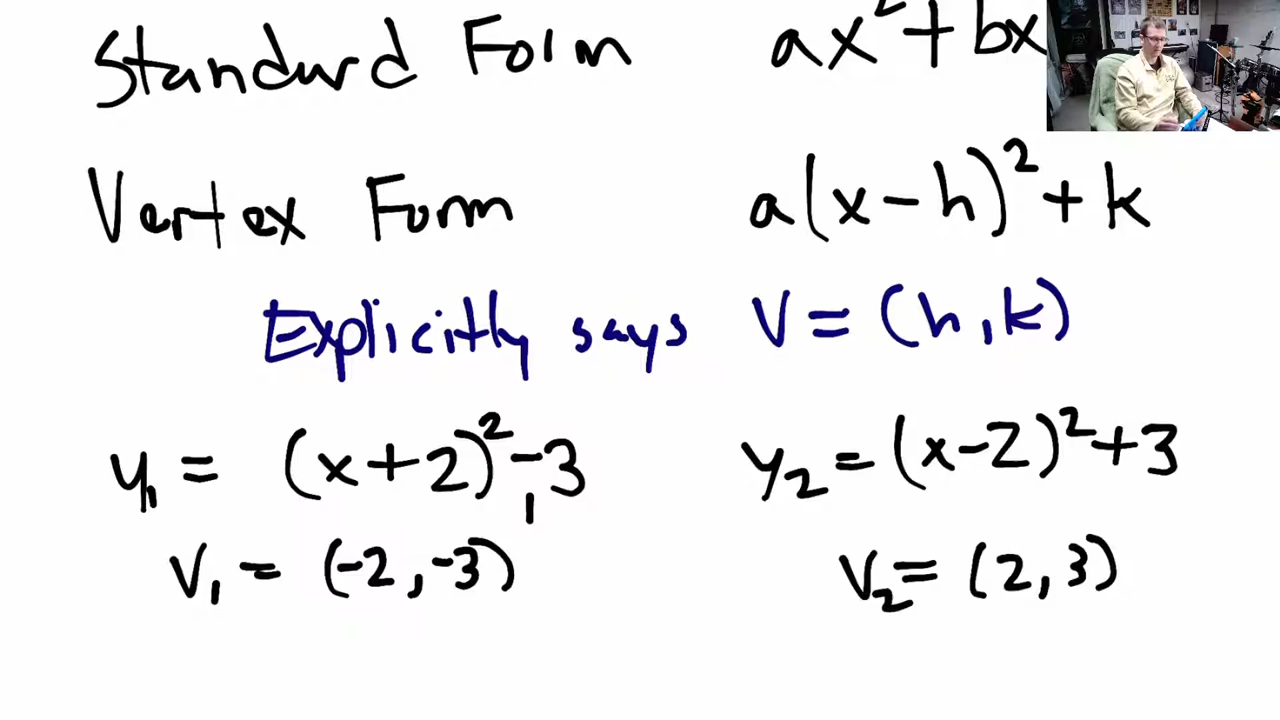 Standard Form ax²+bx
Vertex Form a(x-h)²+k
Explicitly says V=(h,k)
y₁= (x+2)²-3 y₂=(x-2)²+3
V₁ = (-2,-3) V₂=(2,3)